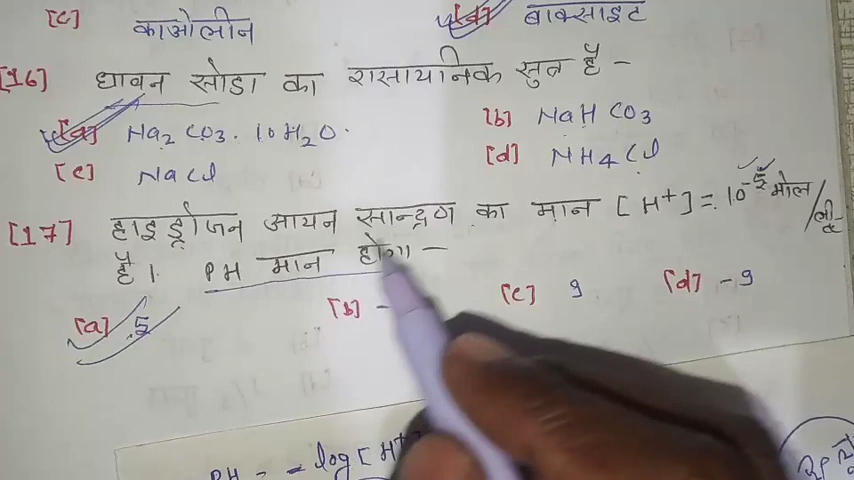 [c] काओलीन [d] बाक्साइट
[16] धावन सोडा का रासायनिक सुत्र है -
[a] Na₂CO₃·10H₂O. [b] NaHCO₃
[c] NaCl [d] NH4Cl
[17] हाइड्रोजन आयन सान्द्रण का मान [H⁺] = 10⁻⁵ मोल/ली॰
है। PH मान होगा -
[a] 5 [b] - [c] 9 [d] -9
PH = -log[H⁺